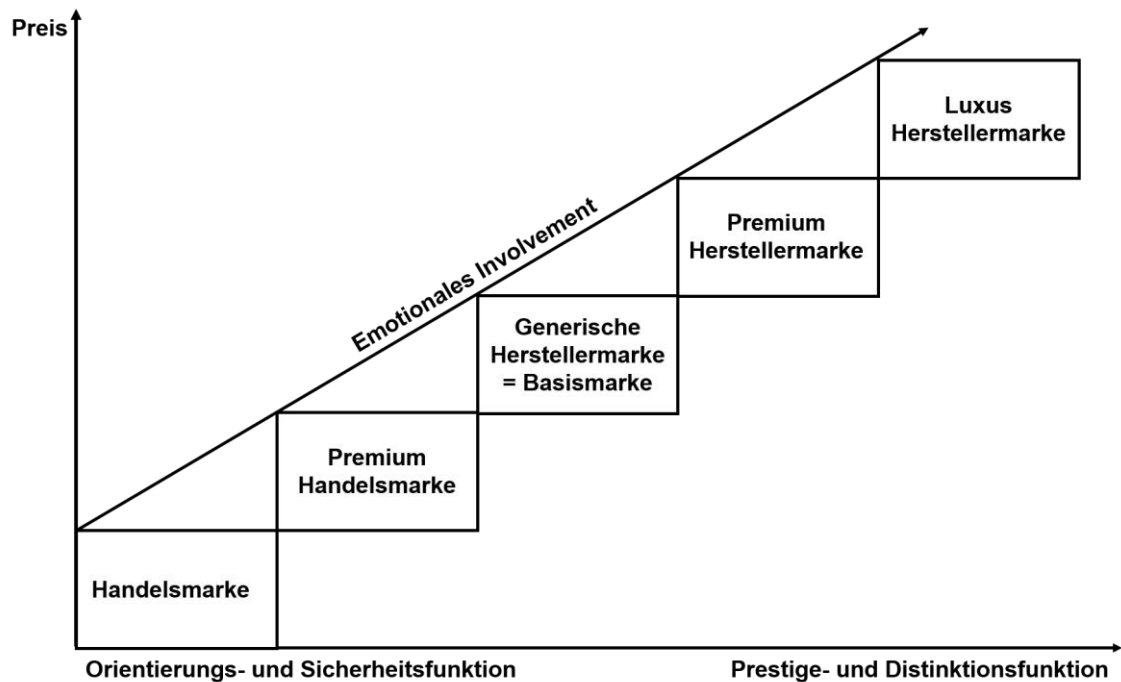 Preis
Luxus
Herstellermarke
Premium
Herstellermarke
Emotionales Involvement
Generische
Herstellermarke
= Basismarke
Premium
Handelsmarke
Handelsmarke
Orientierungs- und Sicherheitsfunktion
Prestige- und Distinktionsfunktion